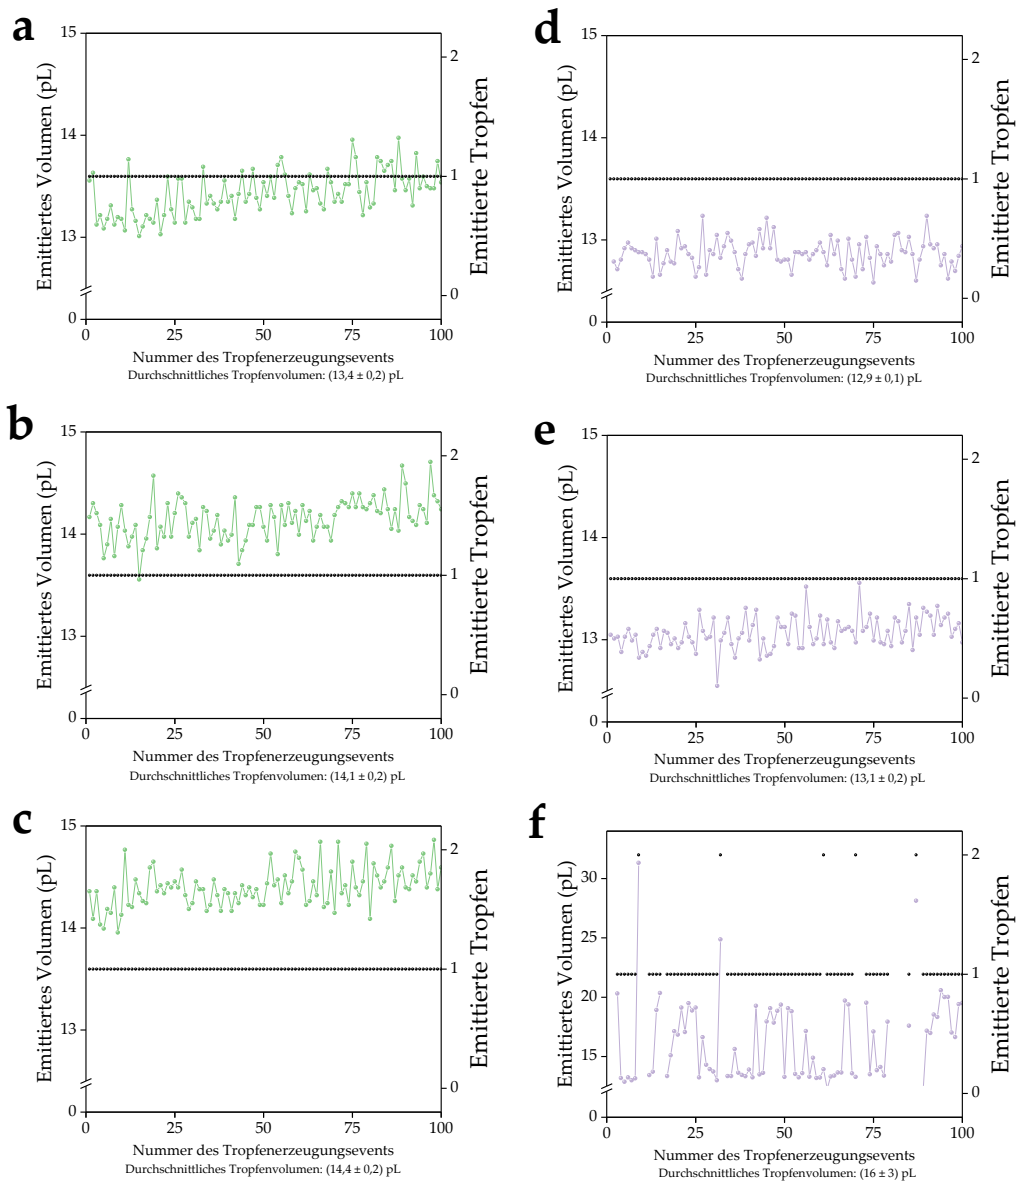 a
15
14
13
0
Emittiertes Volumen (pL)
2
1
0
Emittierte Tropfen
0 25 50 75 100
Nummer des Tropfenerzeugungsevents
Durchschnittliches Tropfenvolumen: (13,4 ± 0,2) pL
b
15
14
13
0
Emittiertes Volumen (pL)
2
1
0
Emittierte Tropfen
0 25 50 75 100
Nummer des Tropfenerzeugungsevents
Durchschnittliches Tropfenvolumen: (14,1 ± 0,2) pL
c
15
14
13
0
Emittiertes Volumen (pL)
2
1
0
Emittierte Tropfen
0 25 50 75 100
Nummer des Tropfenerzeugungsevents
Durchschnittliches Tropfenvolumen: (14,4 ± 0,2) pL
d
15
14
13
0
Emittiertes Volumen (pL)
2
1
0
Emittierte Tropfen
0 25 50 75 100
Nummer des Tropfenerzeugungsevents
Durchschnittliches Tropfenvolumen: (12,9 ± 0,1) pL
e
15
14
13
0
Emittiertes Volumen (pL)
2
1
0
Emittierte Tropfen
0 25 50 75 100
Nummer des Tropfenerzeugungsevents
Durchschnittliches Tropfenvolumen: (13,1 ± 0,2) pL
f
30
25
20
15
0
Emittiertes Volumen (pL)
2
1
0
Emittierte Tropfen
0 25 50 75 100
Nummer des Tropfenerzeugungsevents
Durchschnittliches Tropfenvolumen: (16 ± 3) pL